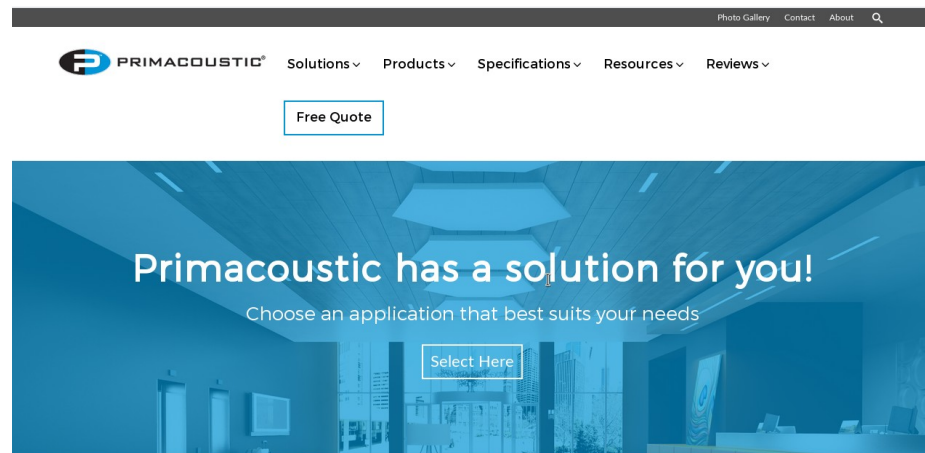 Photo Gallery Contact About
PRIMACOUSTIC®
Solutions Products Specifications Resources Reviews
Free Quote
Primacoustic has a solution for you!
Choose an application that best suits your needs
Select Here